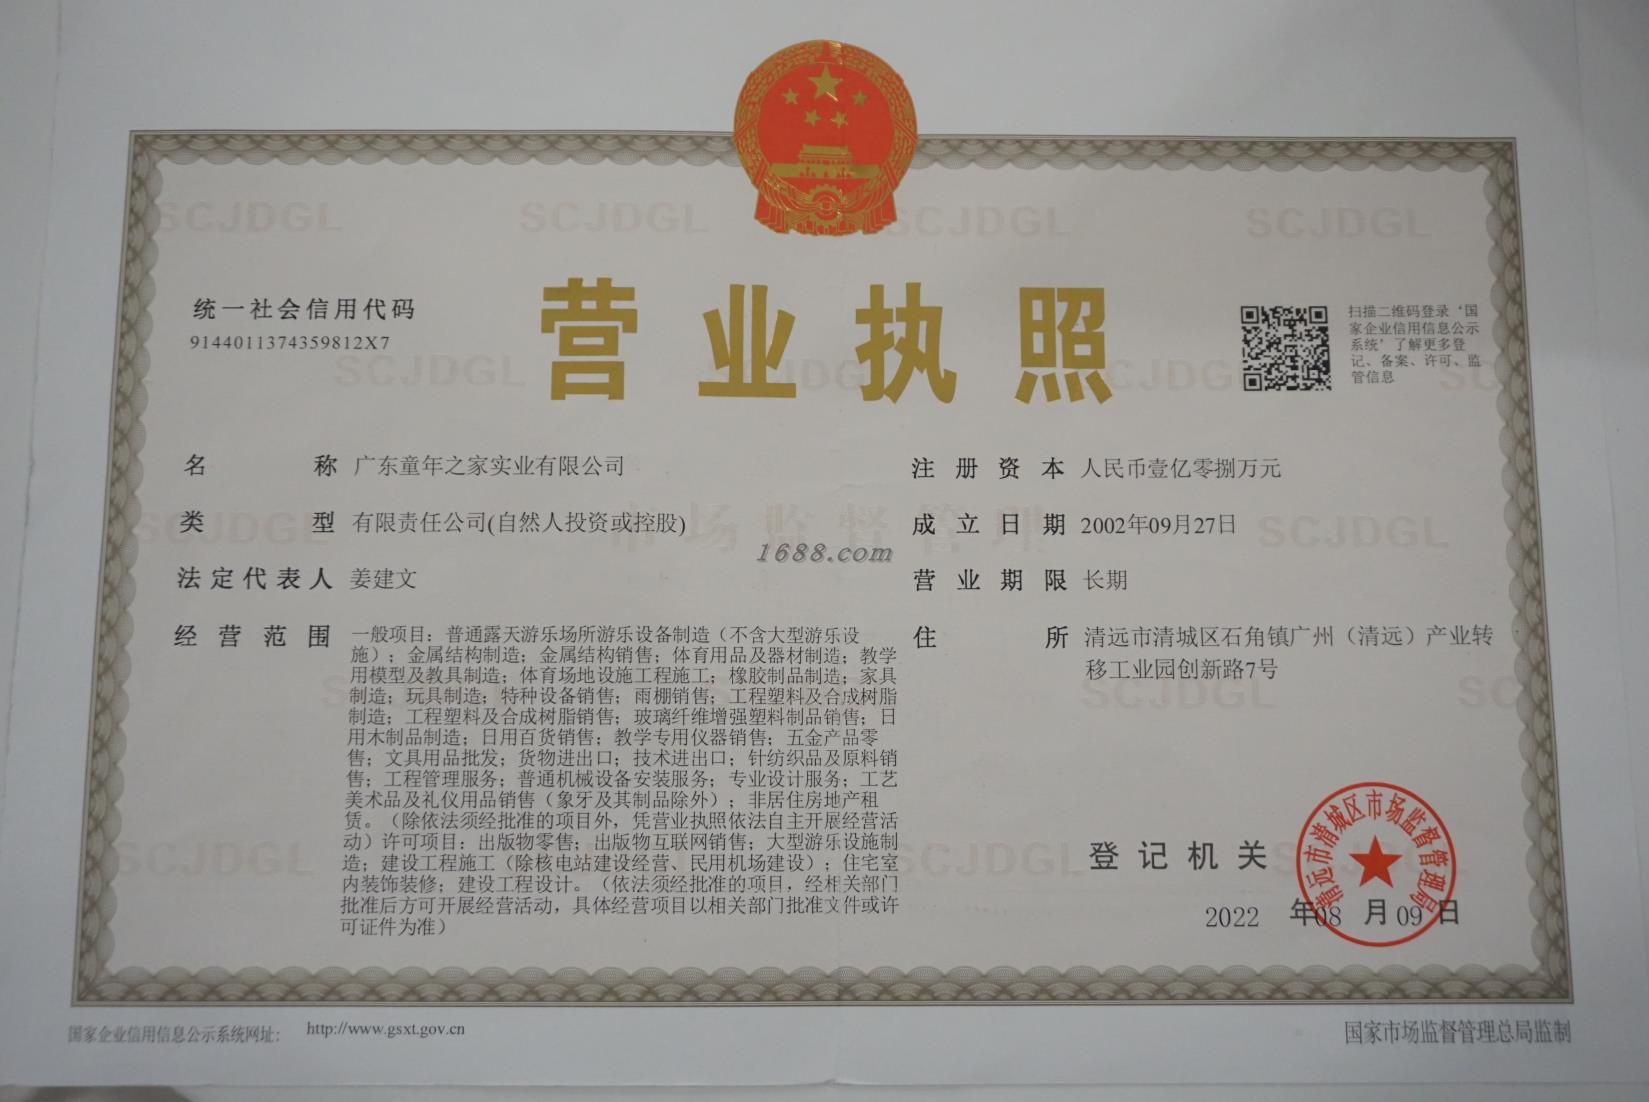 统一社会信用代码
9144011374359812X7
营业执照
扫描二维码登录‘国
家企业信用信息公示
系统’了解更多登
记、备案、许可、监
管信息
名称 广东童年之家实业有限公司
类型 有限责任公司(自然人投资或控股)
法定代表人 姜建文
经营范围 一般项目：普通露天游乐场所游乐设备制造（不含大型游乐设
施）；金属结构制造；金属结构销售；体育用品及器材制造；教学
用模型及教具制造；体育场地设施工程施工；橡胶制品制造；家具
制造；玩具制造；特种设备销售；雨棚销售；工程塑料及合成树脂
制造；工程塑料及合成树脂销售；玻璃纤维增强塑料制品销售；日
用木制品制造；日用百货销售；教学专用仪器销售；五金产品零
售；文具用品批发；货物进出口；技术进出口；针纺织品及原料销
售；工程管理服务；普通机械设备安装服务；专业设计服务；工艺
美术品及礼仪用品销售（象牙及其制品除外）；非居住房地产租
赁。（除依法须经批准的项目外，凭营业执照依法自主开展经营活
动）许可项目：出版物零售；出版物互联网销售；大型游乐设施制
造；建设工程施工（除核电站建设经营、民用机场建设）；住宅室
内装饰装修；建设工程设计。（依法须经批准的项目，经相关部门
批准后方可开展经营活动，具体经营项目以相关部门批准文件或许
可证件为准）
注册资本 人民币壹亿零捌万元
成立日期 2002年09月27日
营业期限 长期
住所 清远市清城区石角镇广州（清远）产业转
移工业园创新路7号
1688.com
市场监督管理
SCJDGL SCJDGL SCJDGL SCJDGL
登记机关
清远市清城区市场监督管理局
2022 年08 月09 日
国家企业信用信息公示系统网址： http://www.gsxt.gov.cn
国家市场监督管理总局监制